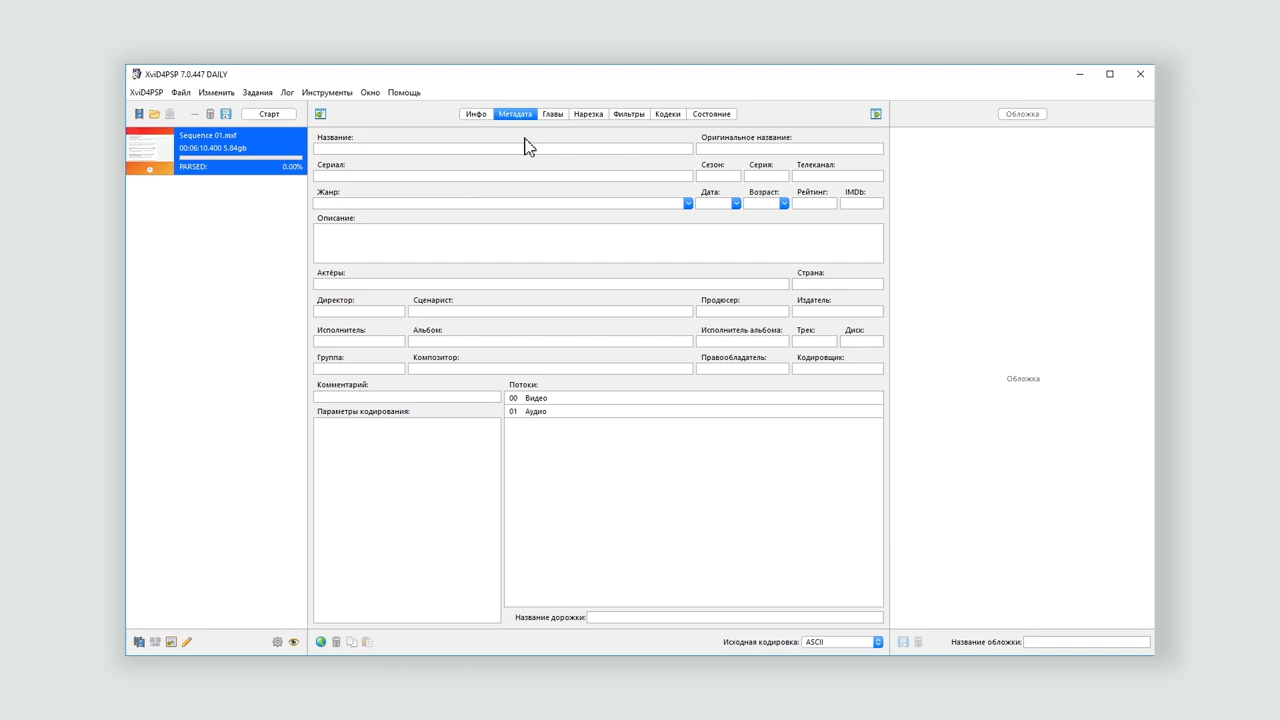 XviD4PSP 7.0.447 DAILY
XviD4PSP Файл Изменить Задания Лог Инструменты Окно Помощь
Старт Инфо Метадата Главы Нарезка Фильтры Кодеки Состояние Обложка
Sequence 01.mxf
00:06:10.400 5.84gb
PARSED: 0.00%
Название: Оригинальное название:
Сериал: Сезон: Серия: Телеканал:
Жанр: Дата: Возраст: Рейтинг: IMDb:
Описание:
Актёры: Страна:
Директор: Сценарист: Продюсер: Издатель:
Исполнитель: Альбом: Исполнитель альбома: Трек: Диск:
Группа: Композитор: Правообладатель: Кодировщик:
Обложка
Комментарий: Потоки:
00 Видео
Параметры кодирования: 01 Аудио
Название дорожки:
Исходная кодировка: ASCII Название обложки: